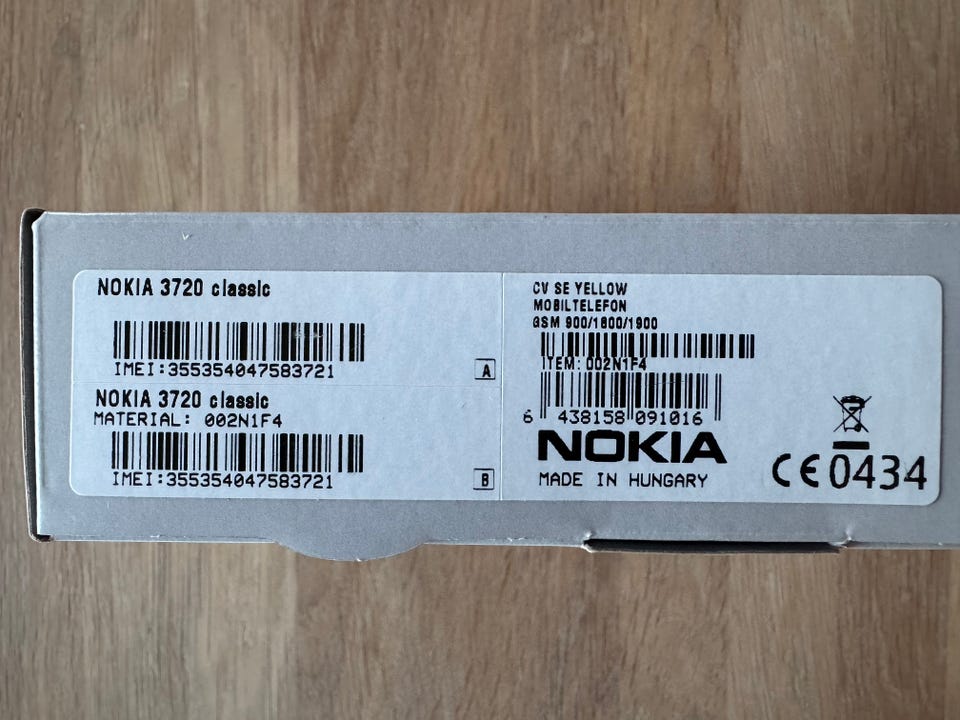 NOKIA 3720 classic
IMEI:355354047583721
A
NOKIA 3720 classic
MATERIAL: 002N1F4
IMEI:355354047583721
B
CV SE YELLOW
MOBILTELEFON
GSM 900/1800/1900
ITEM: 002N1F4
6 438158 091016
NOKIA
MADE IN HUNGARY
CE0434